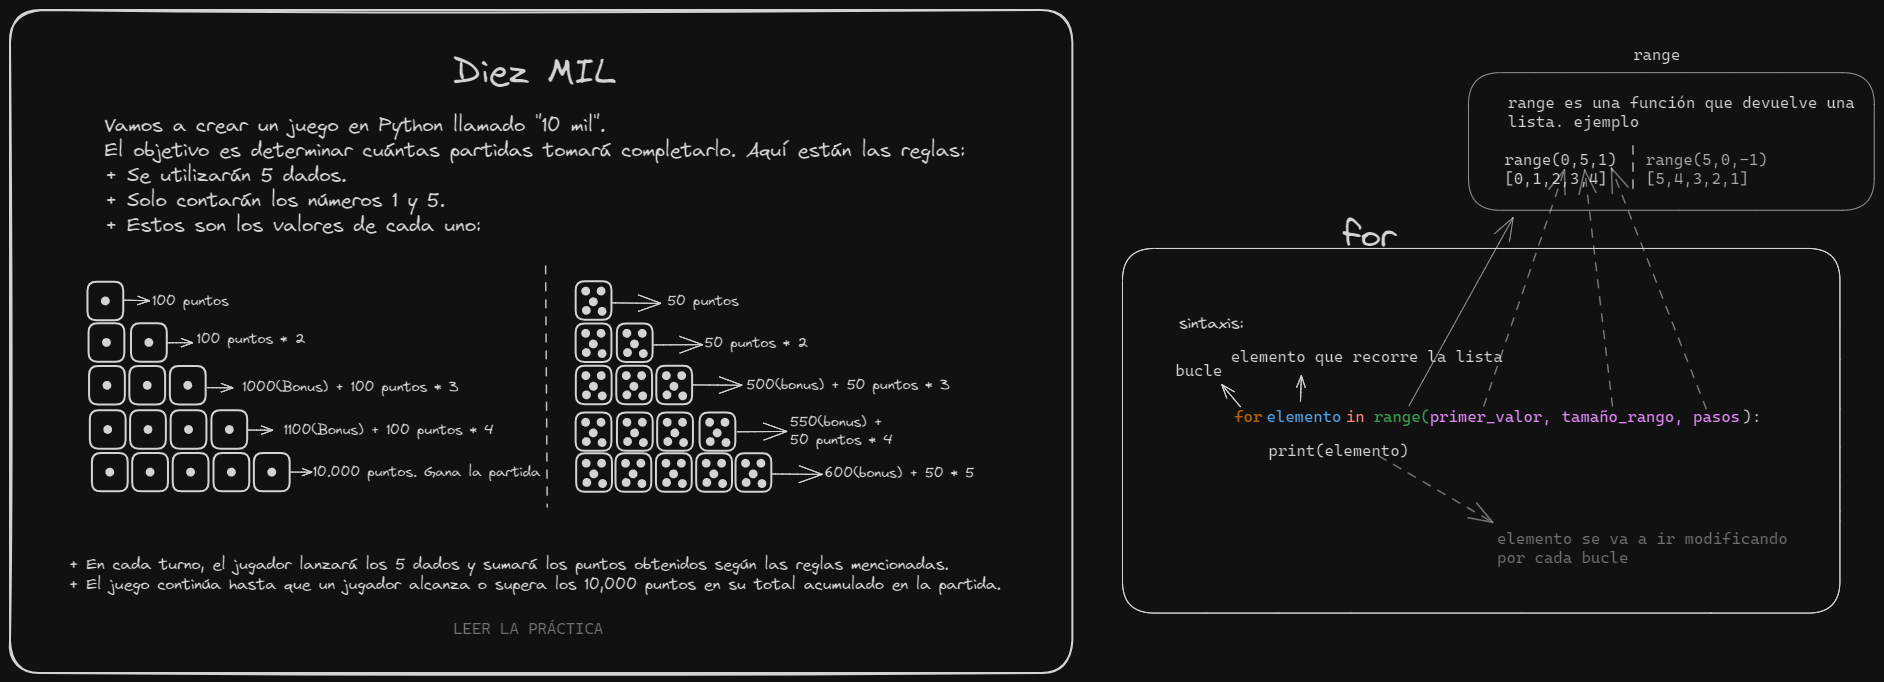 Diez MIL
Vamos a crear un juego en Python llamado "10 mil".
El objetivo es determinar cuántas partidas tomará completarlo. Aquí están las reglas:
+ Se utilizarán 5 dados.
+ Solo contarán los números 1 y 5.
+ Estos son los valores de cada uno:
100 puntos
100 puntos * 2
1000(Bonus) + 100 puntos * 3
1100(Bonus) + 100 puntos * 4
10.000 puntos. Gana la partida
50 puntos
50 puntos * 2
500(bonus) + 50 puntos * 3
550(bonus) +
50 puntos * 4
600(bonus) + 50 * 5
+ En cada turno, el jugador lanzará los 5 dados y sumará los puntos obtenidos según las reglas mencionadas.
+ El juego continúa hasta que un jugador alcanza o supera los 10,000 puntos en su total acumulado en la partida.
LEER LA PRÁCTICA
range
range es una función que devuelve una
lista. ejemplo
range(0,5,1)
[0,1,2,3,4]
range(5,0,-1)
[5,4,3,2,1]
for
sintaxis:
elemento que recorre la lista
bucle
for elemento in range(primer_valor, tamaño_rango, pasos):
print(elemento)
elemento se va a ir modificando
por cada bucle